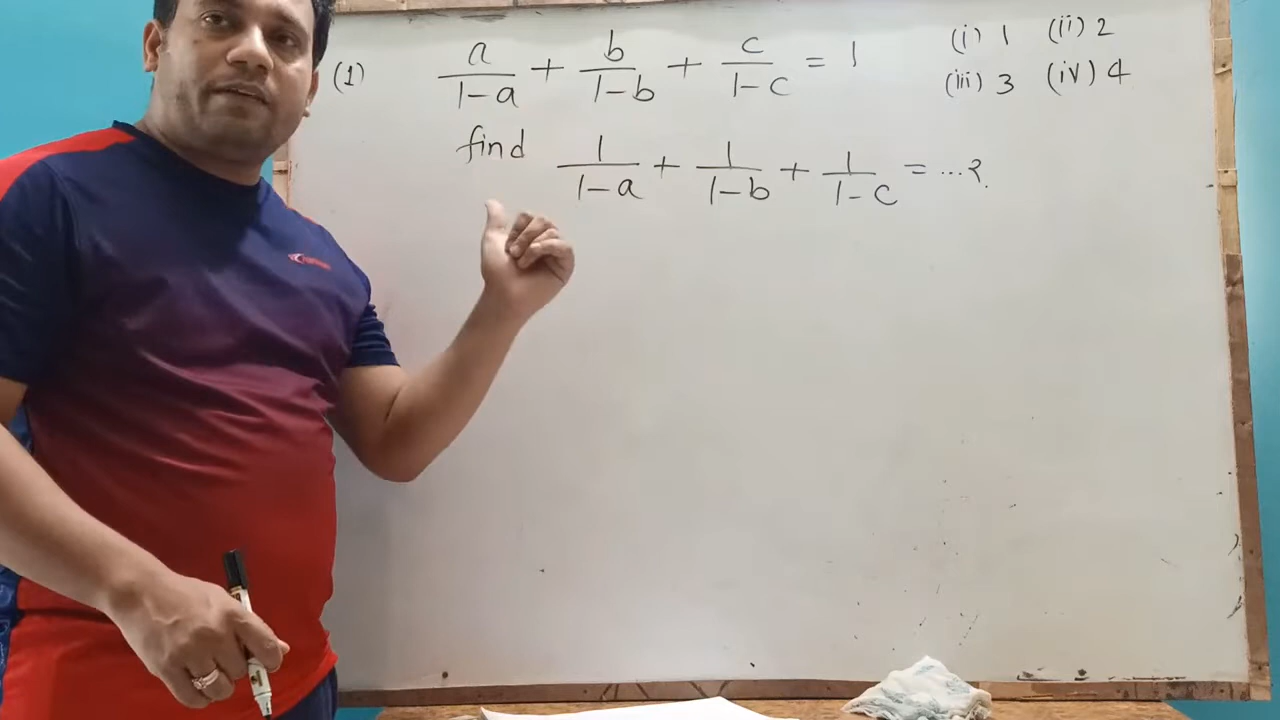 (1) a/(1-a) + b/(1-b) + c/(1-c) = 1
(i) 1 (ii) 2
(iii) 3 (iv) 4
find 1/(1-a) + 1/(1-b) + 1/(1-c) = ...?